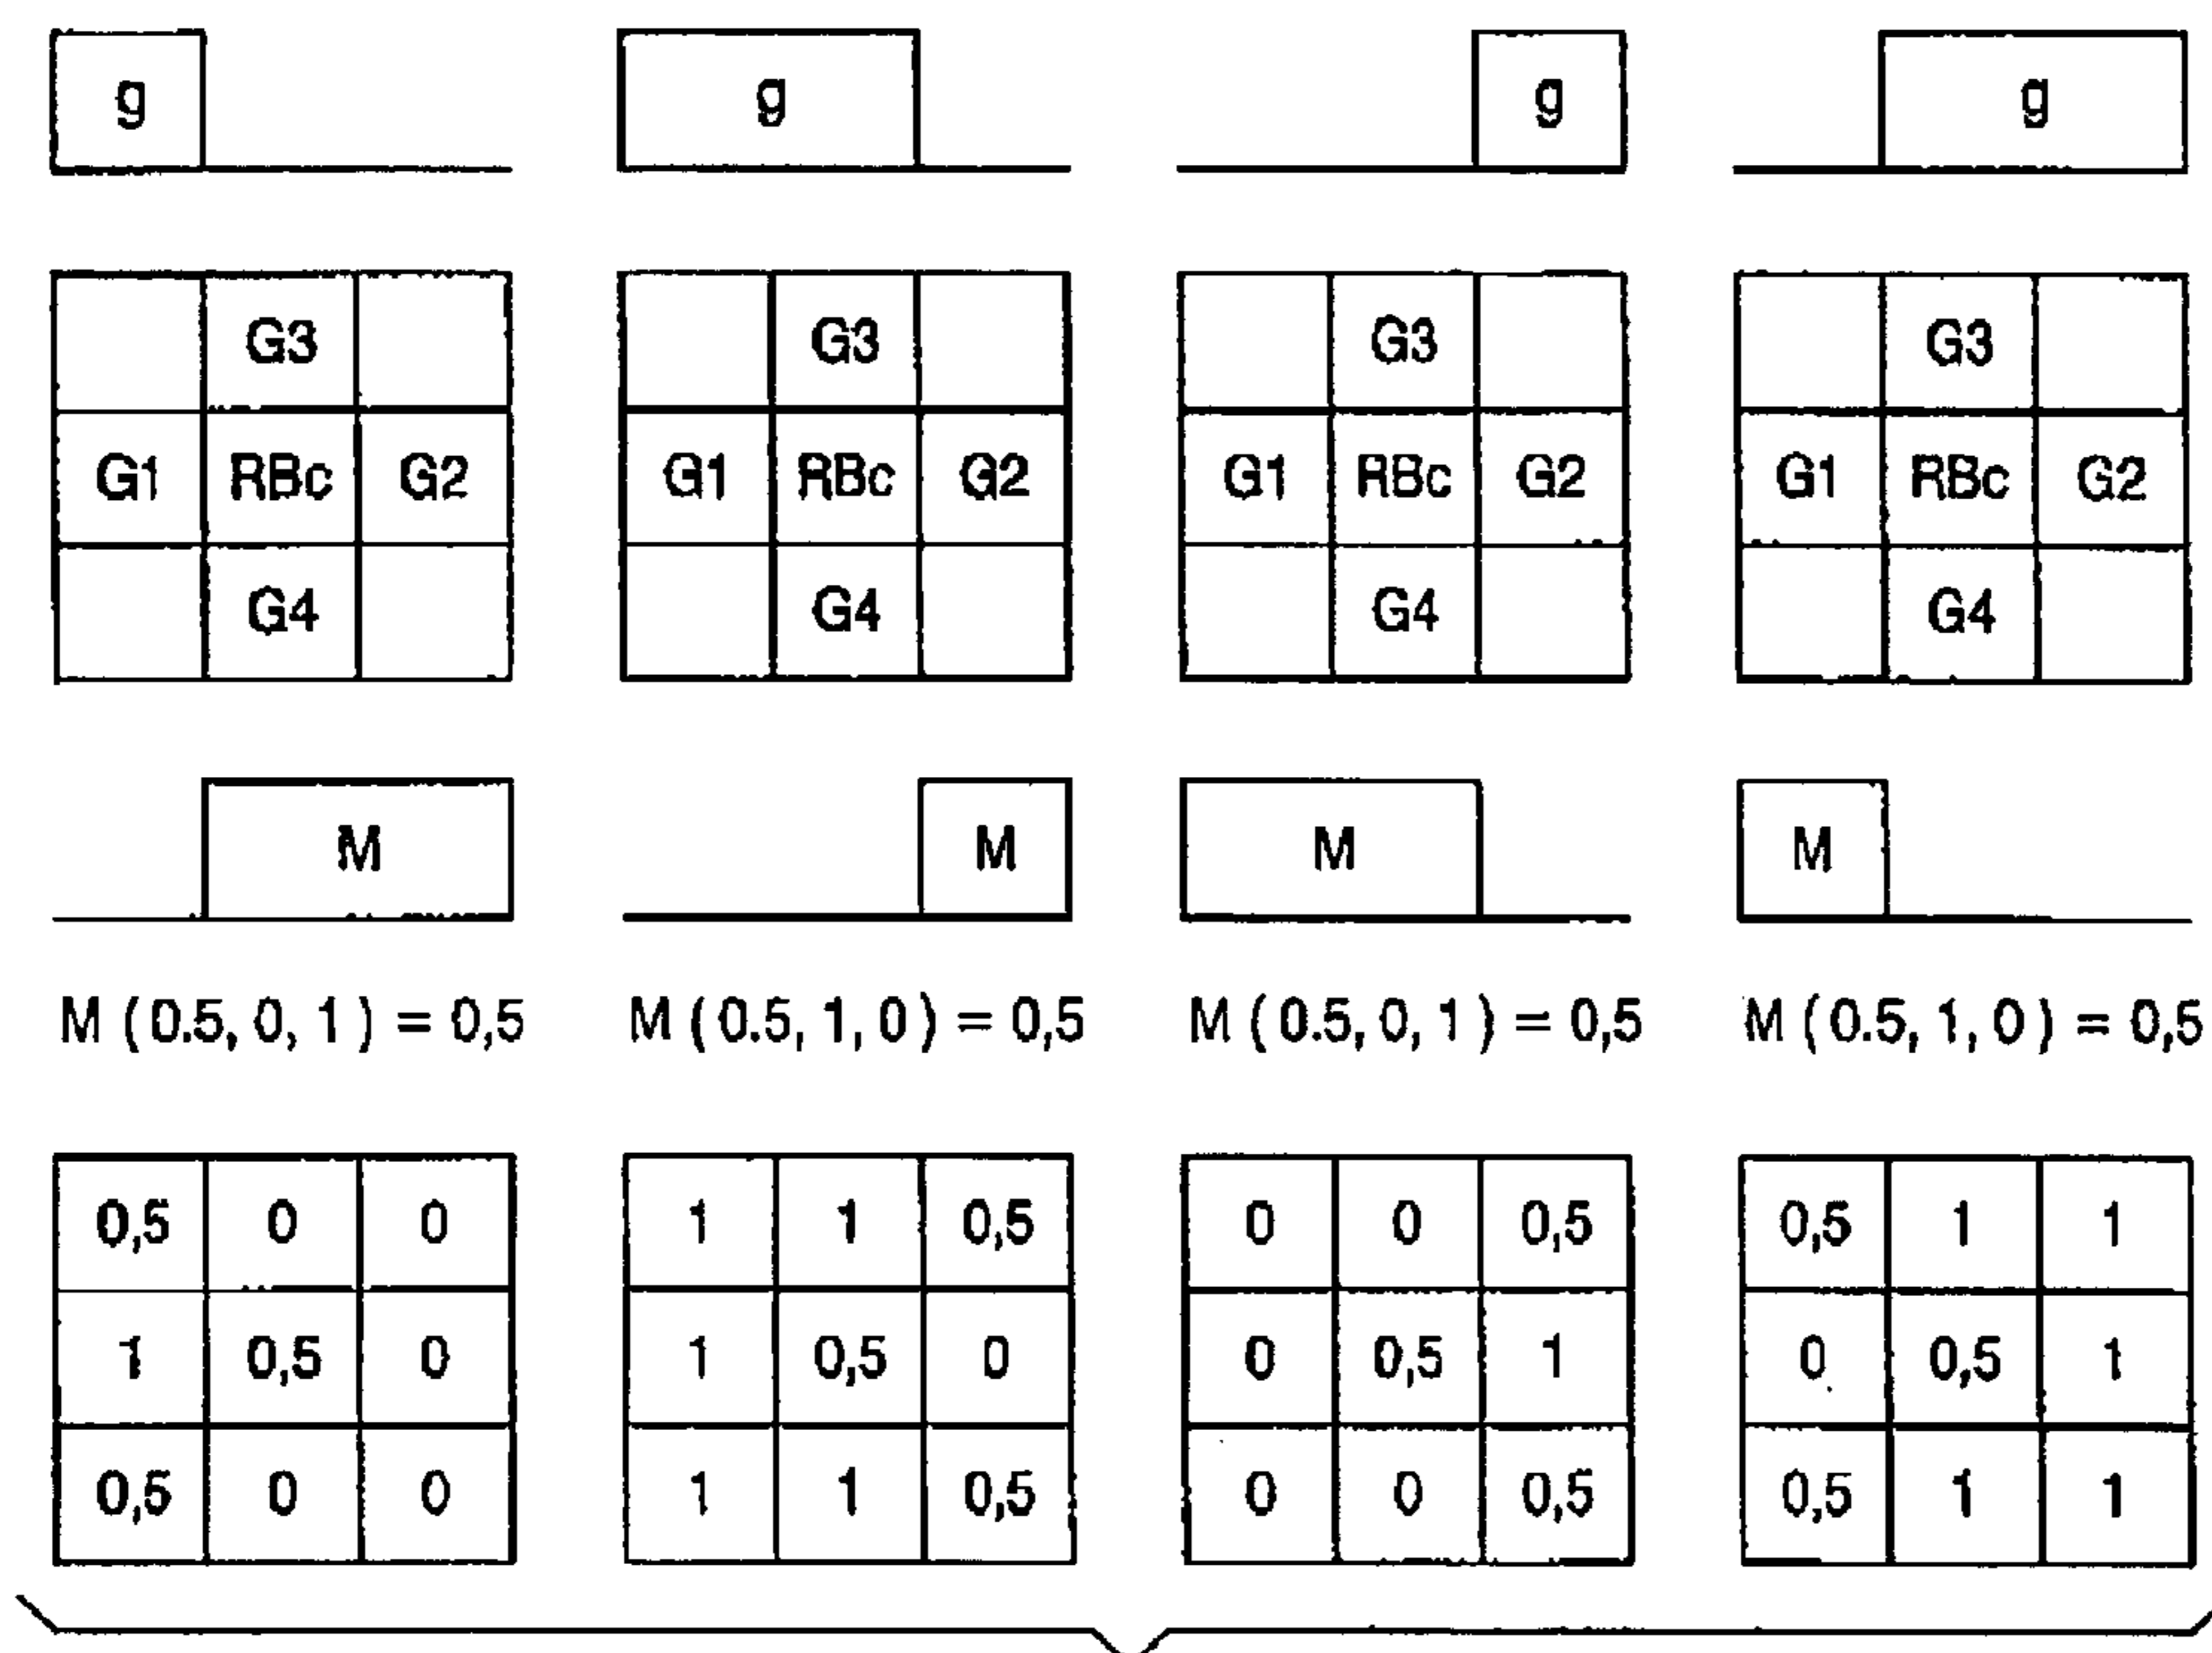 g g g g
G3 G3 G3 G3
G1 RBc G2 G1 RBc G2 G1 RBc G2 G1 RBc G2
G4 G4 G4 G4
M M M M
M (0.5, 0, 1) = 0,5 M (0.5, 1, 0) = 0,5 M (0.5, 0, 1) = 0,5 M (0.5, 1, 0) = 0,5
0,5 0 0 1 1 0,5 0 0 0,5 0,5 1 1
1 0,5 0 1 0,5 0 0 0,5 1 0 0,5 1
0,5 0 0 1 1 0,5 0 0 0,5 0,5 1 1